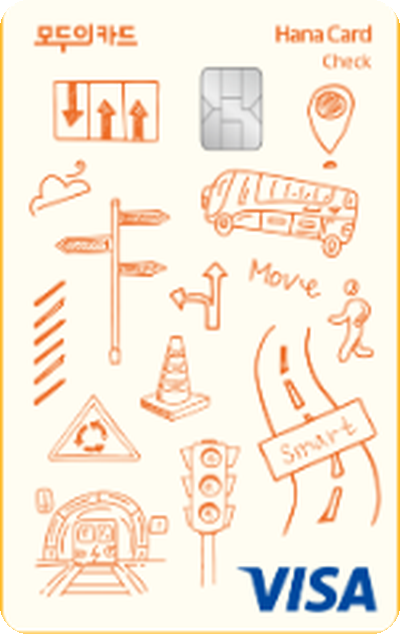 모두의카드
Hana Card
Check
Move
Smart
VISA